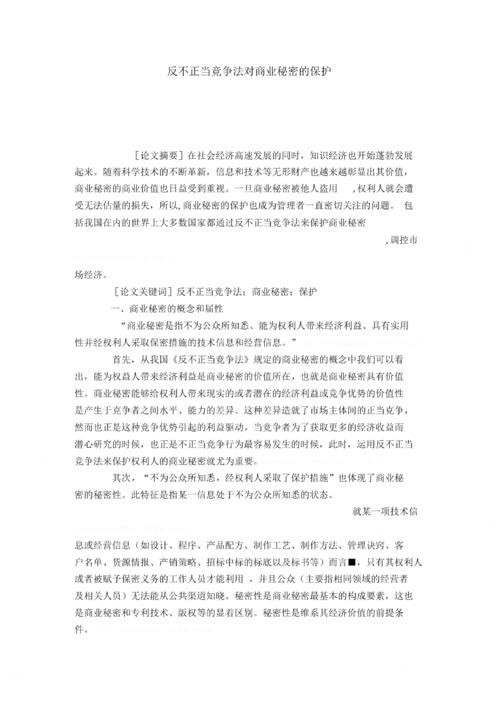 反不正当竞争法对商业秘密的保护
［论文摘要］在社会经济高速发展的同时，知识经济也开始蓬勃发展
起来。随着科学技术的不断革新，信息和技术等无形财产也越来越彰显出其价值，
商业秘密的商业价值也日益受到重视。一旦商业秘密被他人盗用 ,权利人就会遭
受无法估量的损失，所以,商业秘密的保护也成为管理者一直密切关注的问题。 包
括我国在内的世界上大多数国家都通过反不正当竞争法来保护商业秘密
,调控市
场经济。
［论文关键词］反不正当竞争法；商业秘密；保护
一、商业秘密的概念和届性
“商业秘密是指不为公众所知悉、能为权利人带来经济利益、具有实用
性并经权利人采取保密措施的技术信息和经营信息。”
首先，从我国《反不正当竞争法》规定的商业秘密的概念中我们可以看
出，能为权益人带来经济利益是商业秘密的价值所在，也就是商业秘密具有价值
性。商业秘密能够给权利人带来现实的或者潜在的经济利益或竞争优势的价值性
是产生于竞争者之间水平、能力的差异。这种差异造就了市场主体间的正当竞争，
然而也正是这种竞争优势引起的利益驱动，当竞争者为了获取更多的经济收益而
潜心研究的时候，也正是不正当竞争行为最容易发生的时候，此时，运用反不正当
竞争法来保护权利人的商业秘密就尤为重要。
其次，“不为公众所知悉，经权利人采取了保护措施”也体现了商业秘
密的秘密性。此特征是指某一信息处于不为公众所知悉的状态。
就某一项技术信
息或经营信息（如设计、程序、产品配方、制作工艺、制作方法、管理诀窍、客
户名单、货源情报、产销策略、招标中标的标底以及标书等）而言■，只有其权利人
或者被赋予保密义务的工作人员才能利用 ，并且公众（主要指相同领域的经营者
及相关人员）无法能从公共渠道知晓。秘密性是商业秘密最基本的构成要素，这也
是商业秘密和专利技术、版权等的显着区别。秘密性是维系其经济价值的前提条
件。